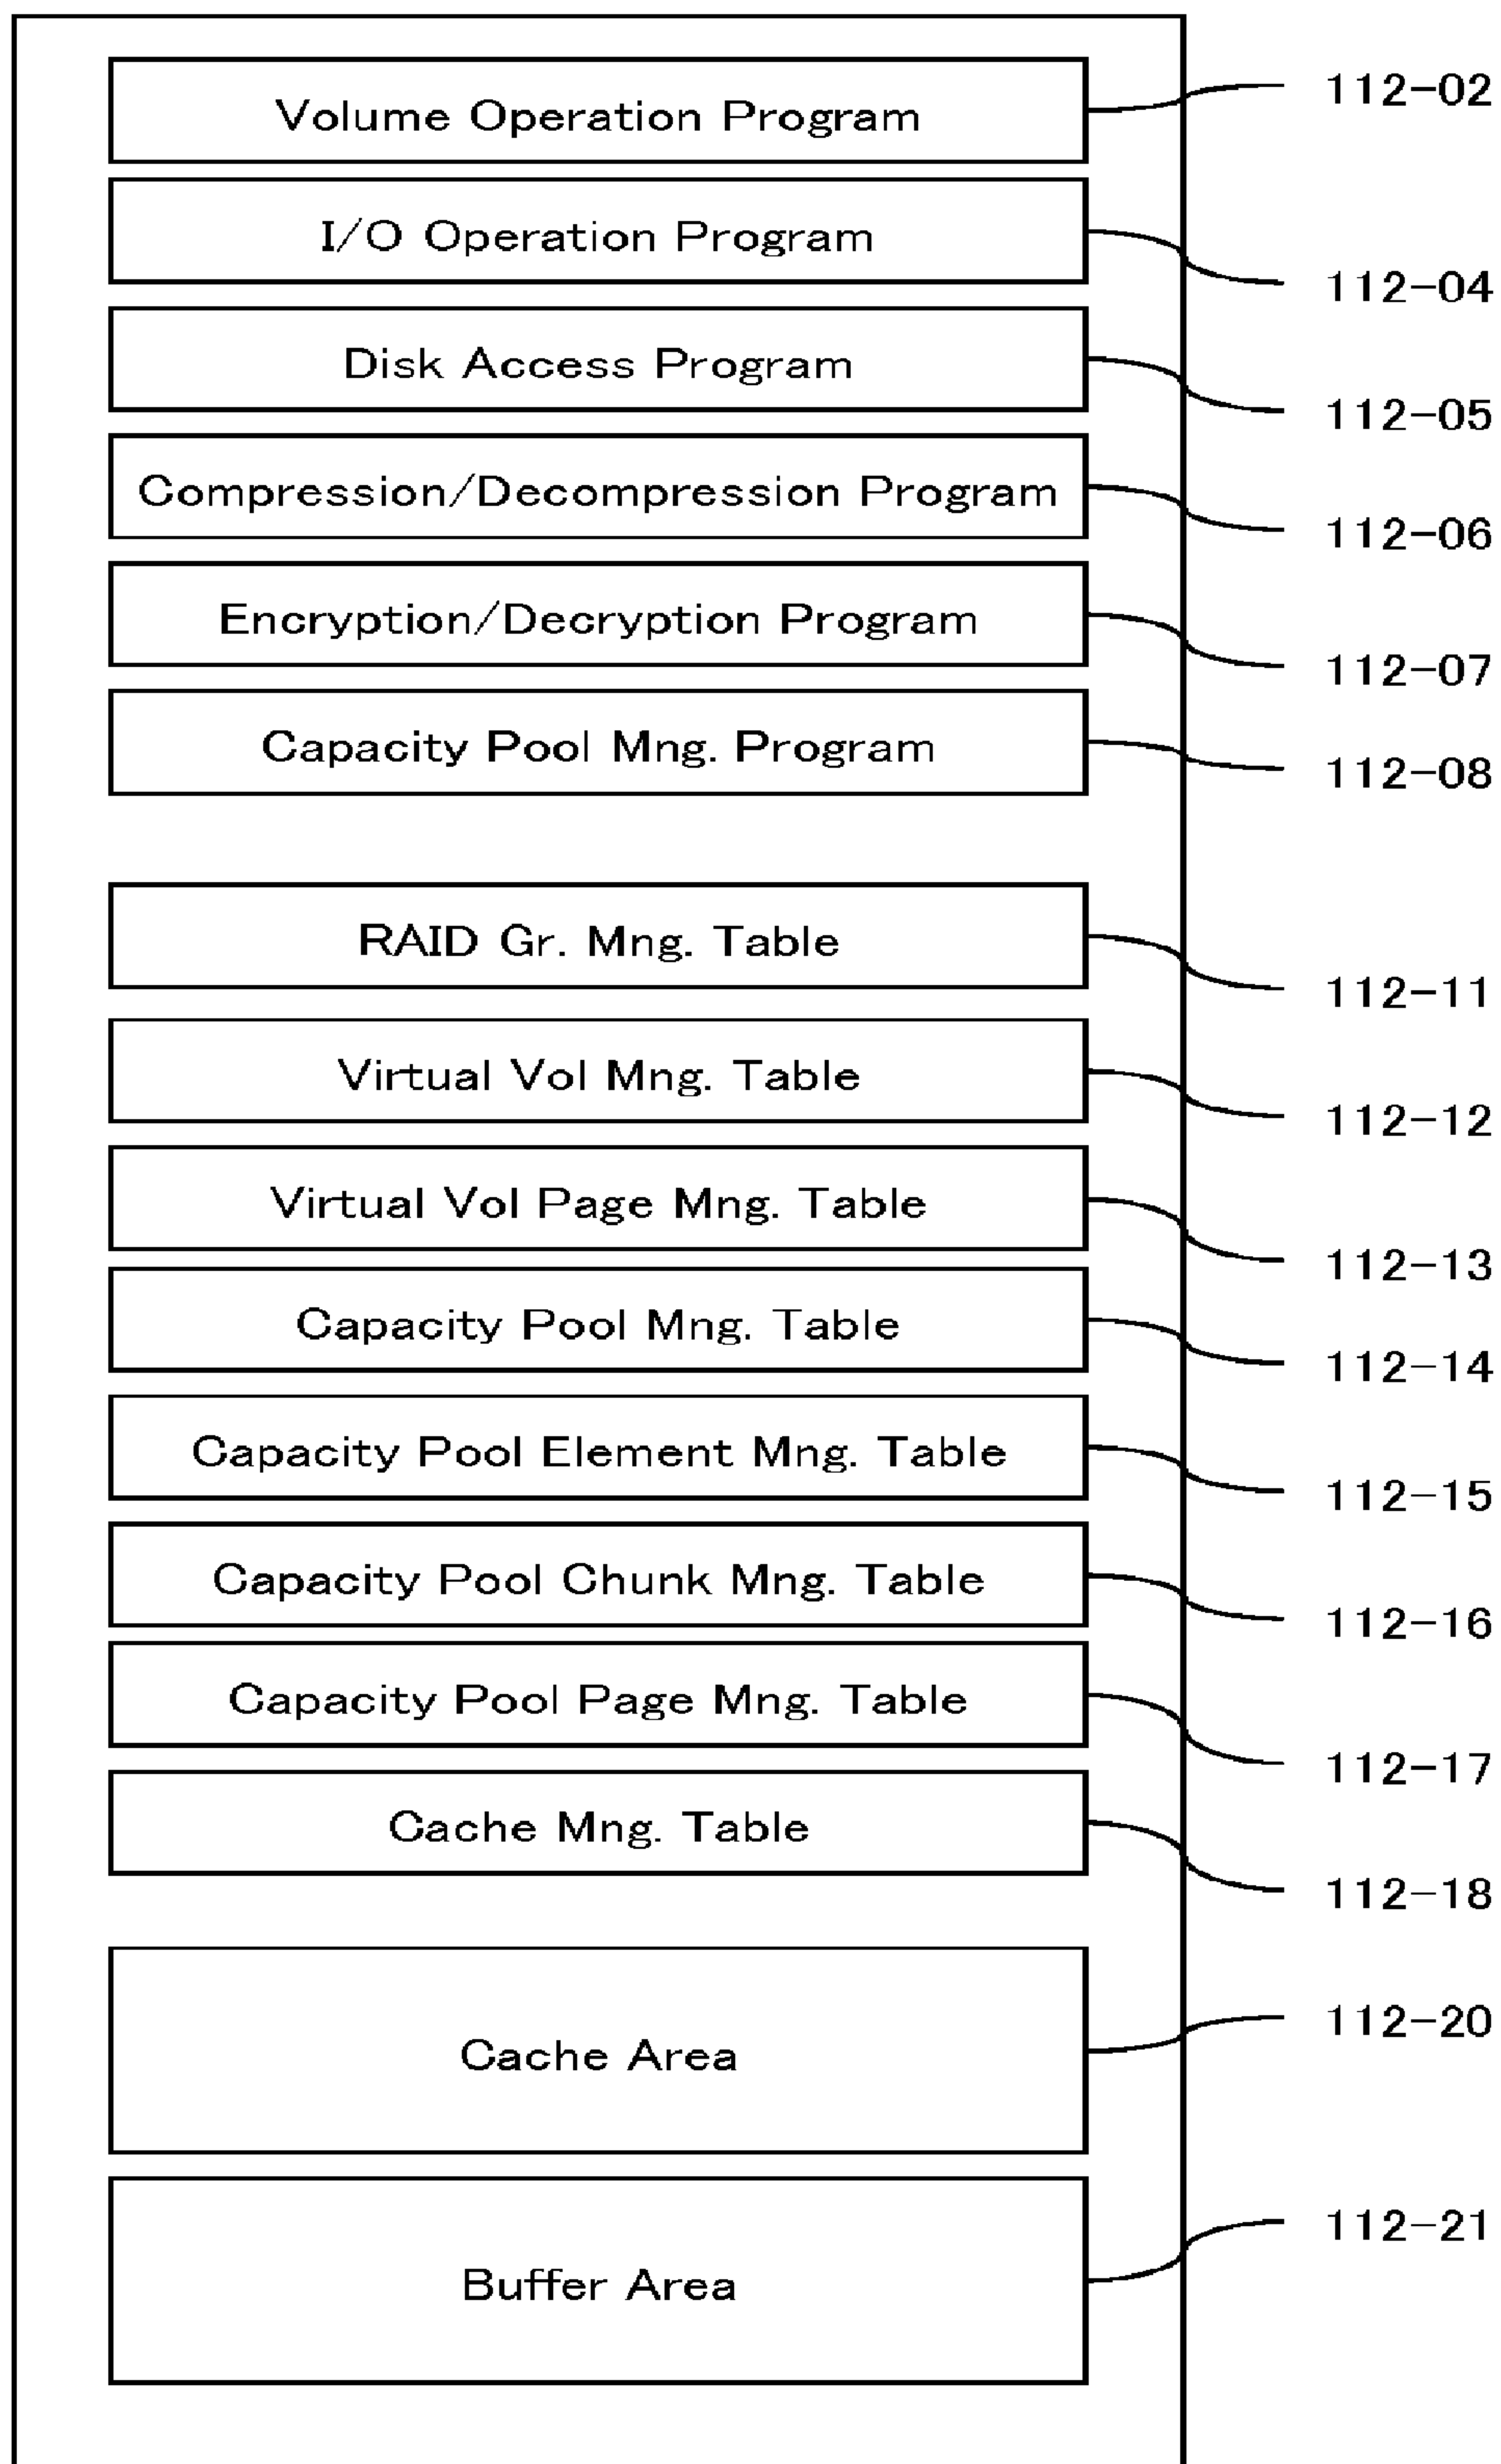 Volume Operation Program 112-02
I/O Operation Program 112-04
Disk Access Program 112-05
Compression/Decompression Program 112-06
Encryption/Decryption Program 112-07
Capacity Pool Mng. Program 112-08
RAID Gr. Mng. Table 112-11
Virtual Vol Mng. Table 112-12
Virtual Vol Page Mng. Table 112-13
Capacity Pool Mng. Table 112-14
Capacity Pool Element Mng. Table 112-15
Capacity Pool Chunk Mng. Table 112-16
Capacity Pool Page Mng. Table 112-17
Cache Mng. Table 112-18
Cache Area 112-20
Buffer Area 112-21